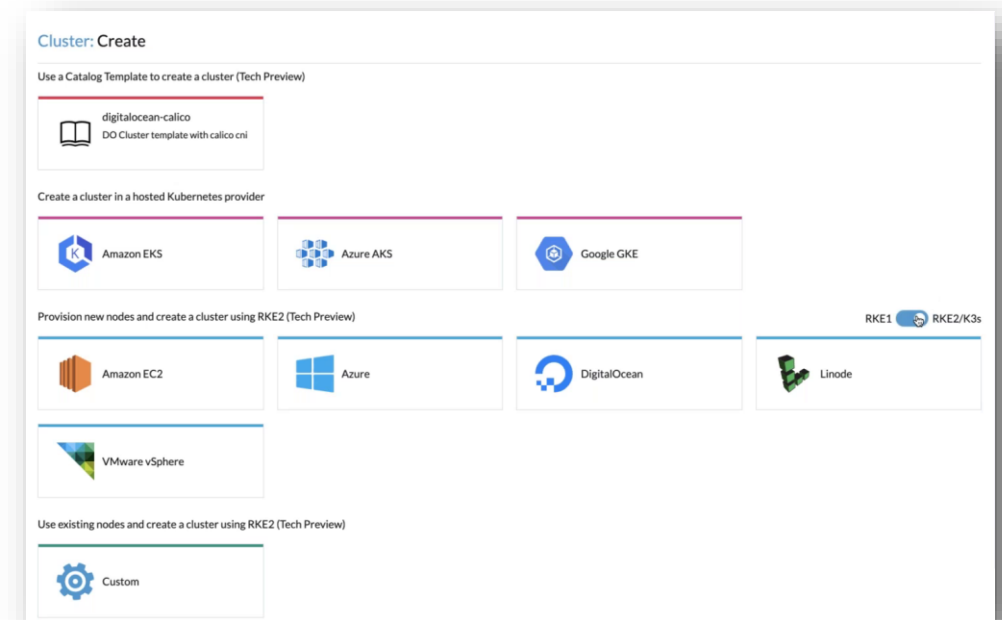 Cluster: Create
Use a Catalog Template to create a cluster (Tech Preview)
digitalocean-calico
DO Cluster template with calico cni
Create a cluster in a hosted Kubernetes provider
K
Amazon EKS
Azure AKS
Google GKE
Provision new nodes and create a cluster using RKE2 (Tech Preview)
RKE1
RKE2/K3s
Amazon EC2
Azure
DigitalOcean
Linode
VMware vSphere
Use existing nodes and create a cluster using RKE2 (Tech Preview)
Custom